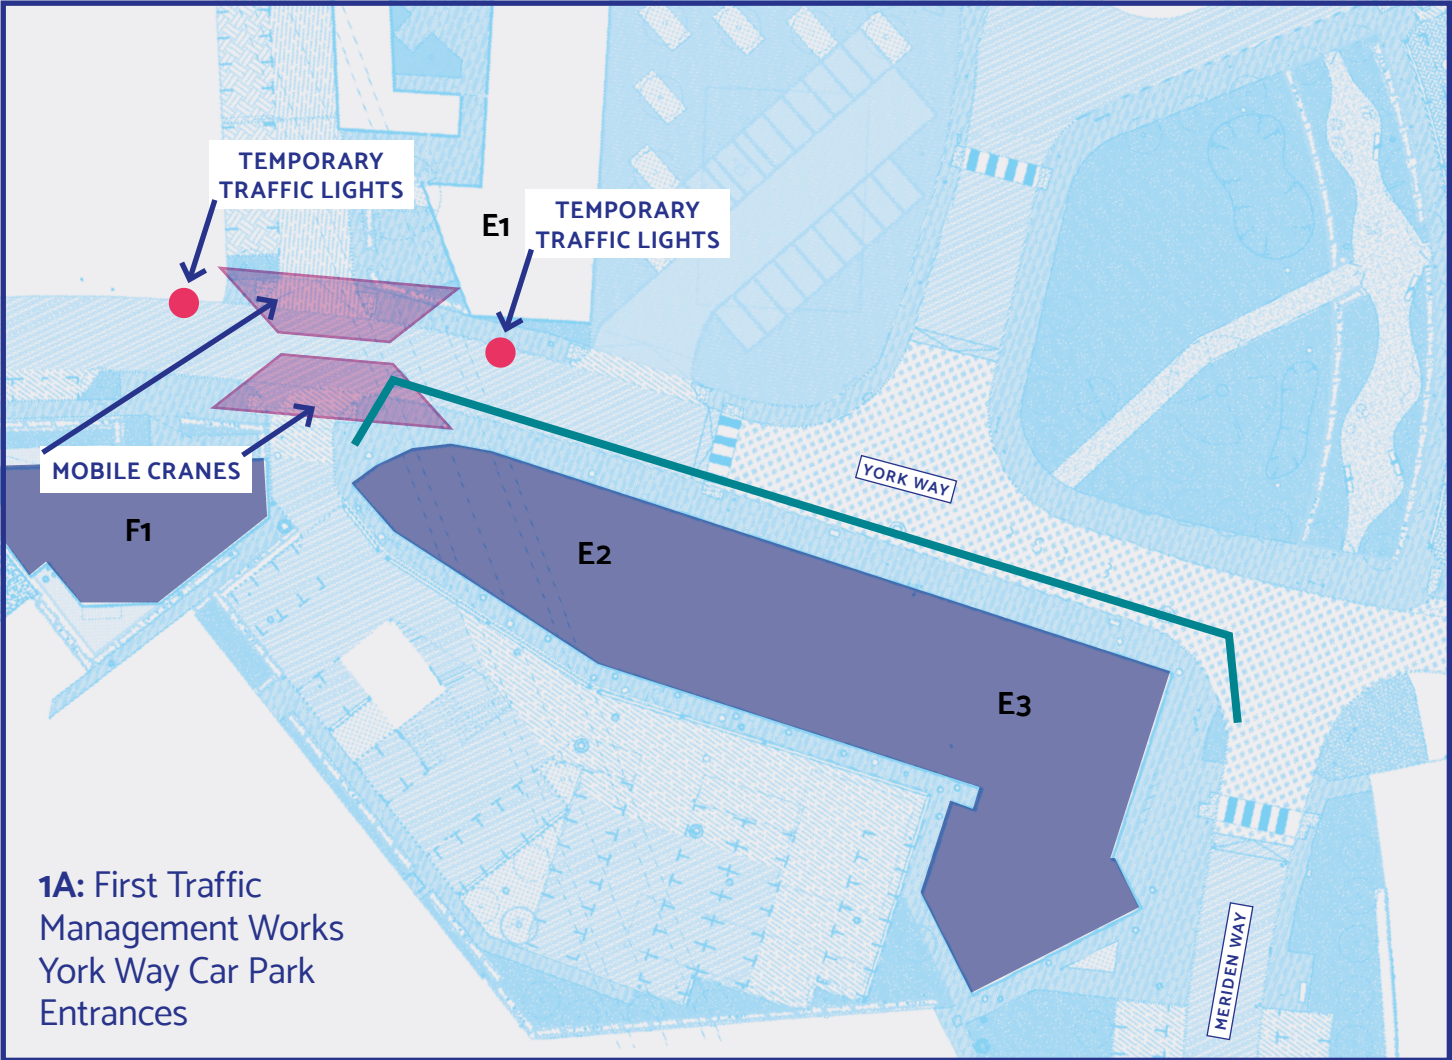 TEMPORARY
TRAFFIC LIGHTS
E1
TEMPORARY
TRAFFIC LIGHTS
MOBILE CRANES
YORK WAY
F1
E2
E3
1A: First Traffic
Management Works
York Way Car Park
Entrances
MERIDEN WAY